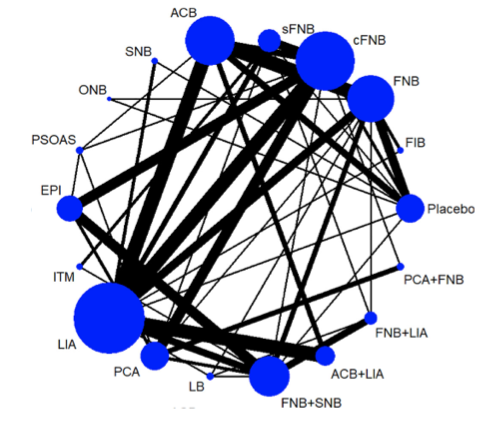 ACB
sFNB
cFNB
SNB
FNB
ONB
PSOAS
FIB
EPI
Placebo
ITM
PCA+FNB
LIA
FNB+LIA
PCA
ACB+LIA
LB
FNB+SNB